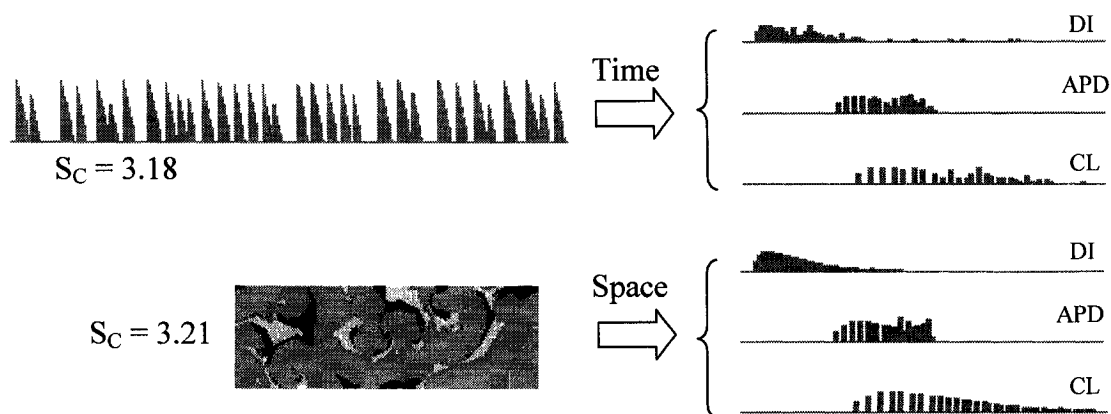 DI
Time
APD
S_C = 3.18
CL
DI
Space
S_C = 3.21
APD
CL